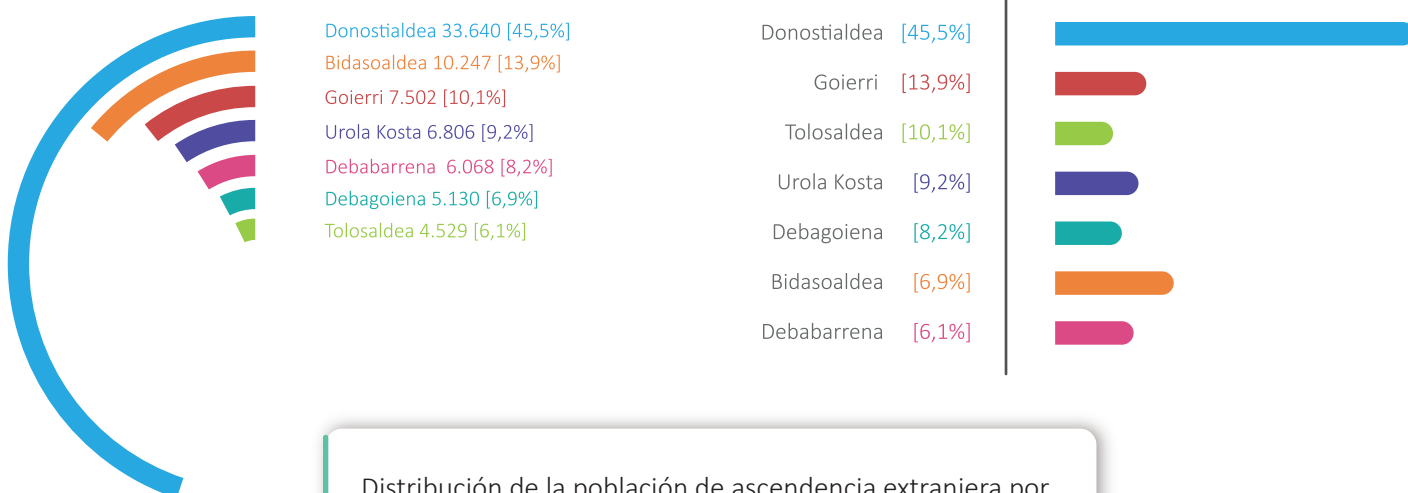 Donostialdea 33.640 [45,5%]
Bidasoaldea 10.247 [13,9%]
Goierri 7.502 [10,1%]
Urola Kosta 6.806 [9,2%]
Debabarrena 6.068 [8,2%]
Debagoiena 5.130 [6,9%]
Tolosaldea 4.529 [6,1%]
Donostialdea [45,5%]
Goierri [13,9%]
Tolosaldea [10,1%]
Urola Kosta [9,2%]
Debagoiena [8,2%]
Bidasoaldea [6,9%]
Debabarrena [6,1%]
Distribución de la población de ascendencia extranjera por